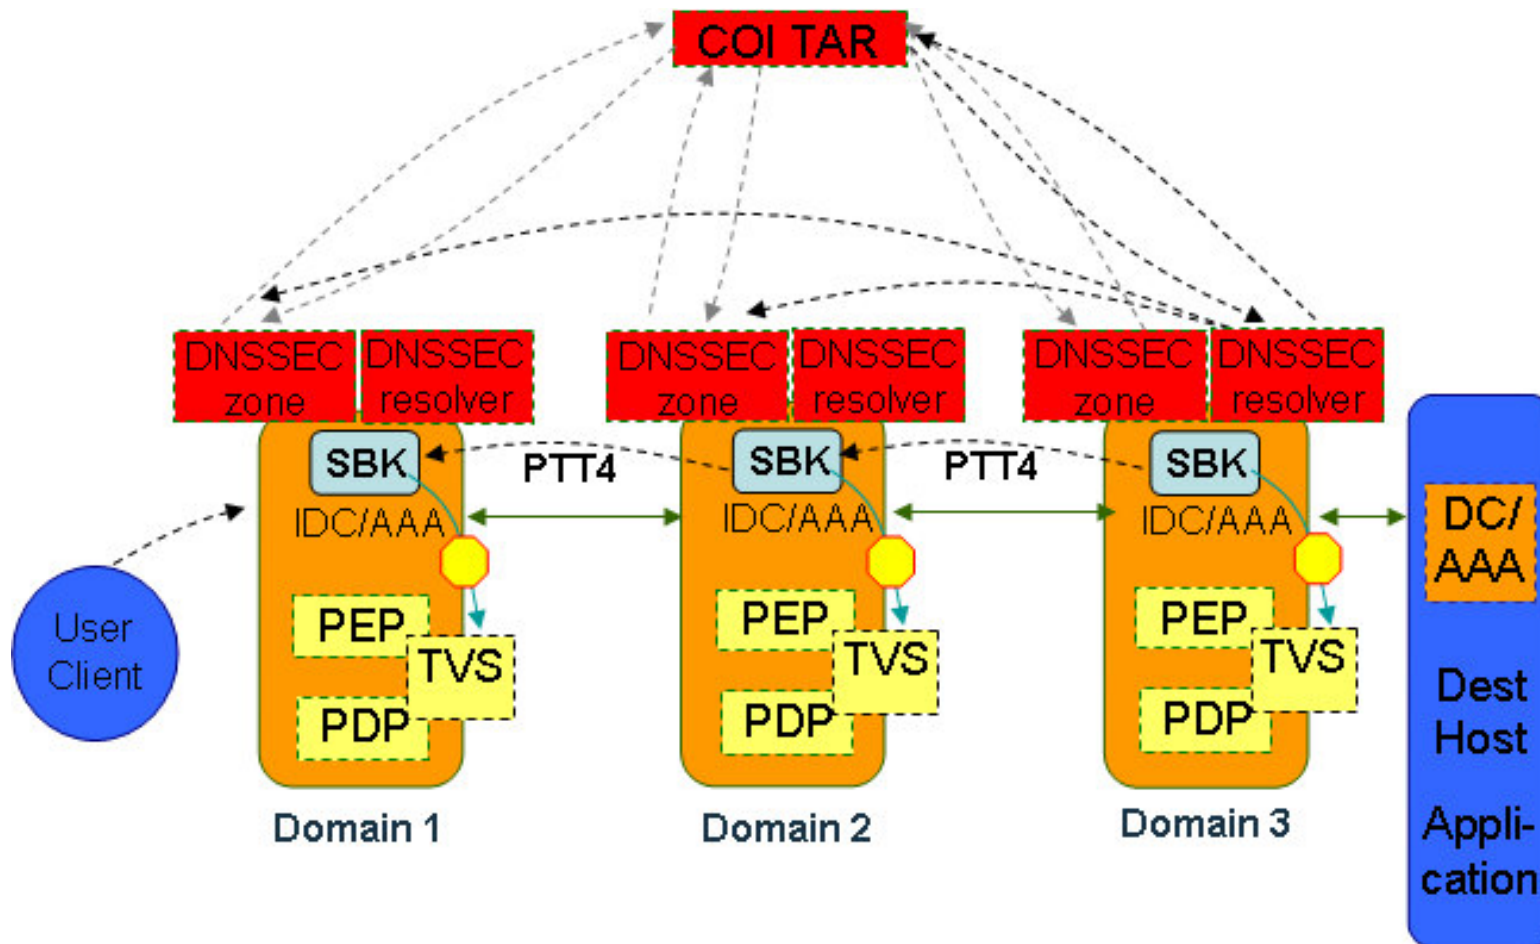 COI TAR
DNSSEC
zone
DNSSEC
resolver
DNSSEC
zone
DNSSEC
resolver
DNSSEC
zone
DNSSEC
resolver
SBK
PTT4
SBK
PTT4
SBK
IDC/AAA
IDC/AAA
IDC/AAA
DC/
AAA
User
Client
PEP
TVS
PDP
PEP
TVS
PDP
PEP
TVS
PDP
Dest
Host
Appli-
cation
Domain 1
Domain 2
Domain 3